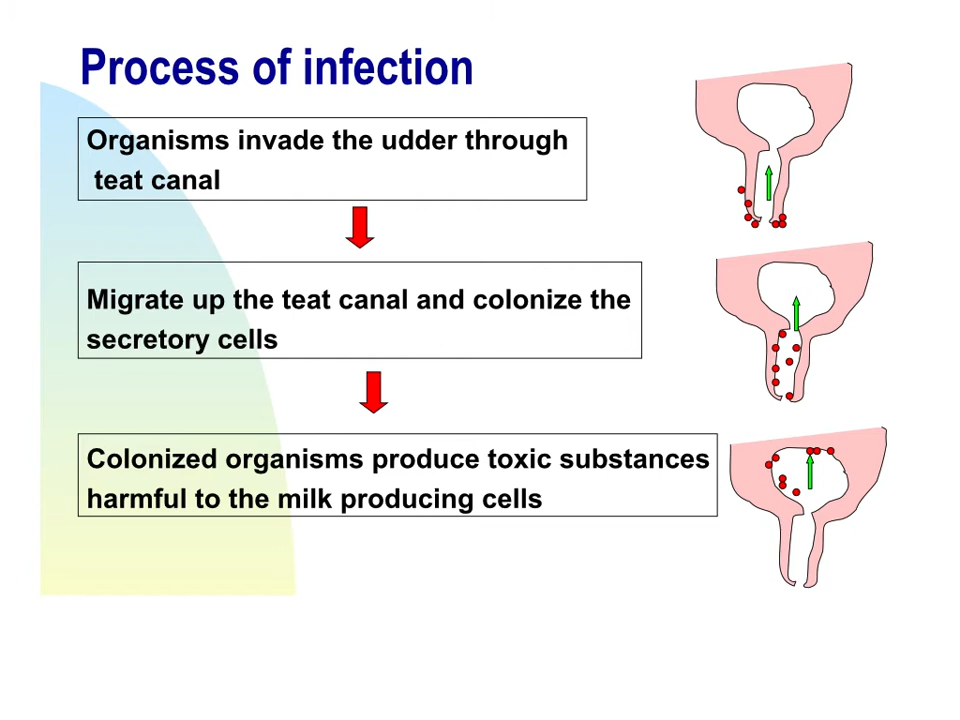 Process of infection
Organisms invade the udder through
teat canal
Migrate up the teat canal and colonize the
secretory cells
Colonized organisms produce toxic substances
harmful to the milk producing cells